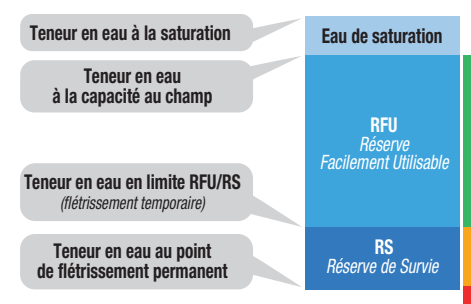 Teneur en eau à la saturation
Eau de saturation
Teneur en eau
à la capacité au champ
RFU
Réserve
Facilement Utilisable
Teneur en eau en limite RFU/RS
(flétrissement temporaire)
Teneur en eau au point
de flétrissement permanent
RS
Réserve de Survie